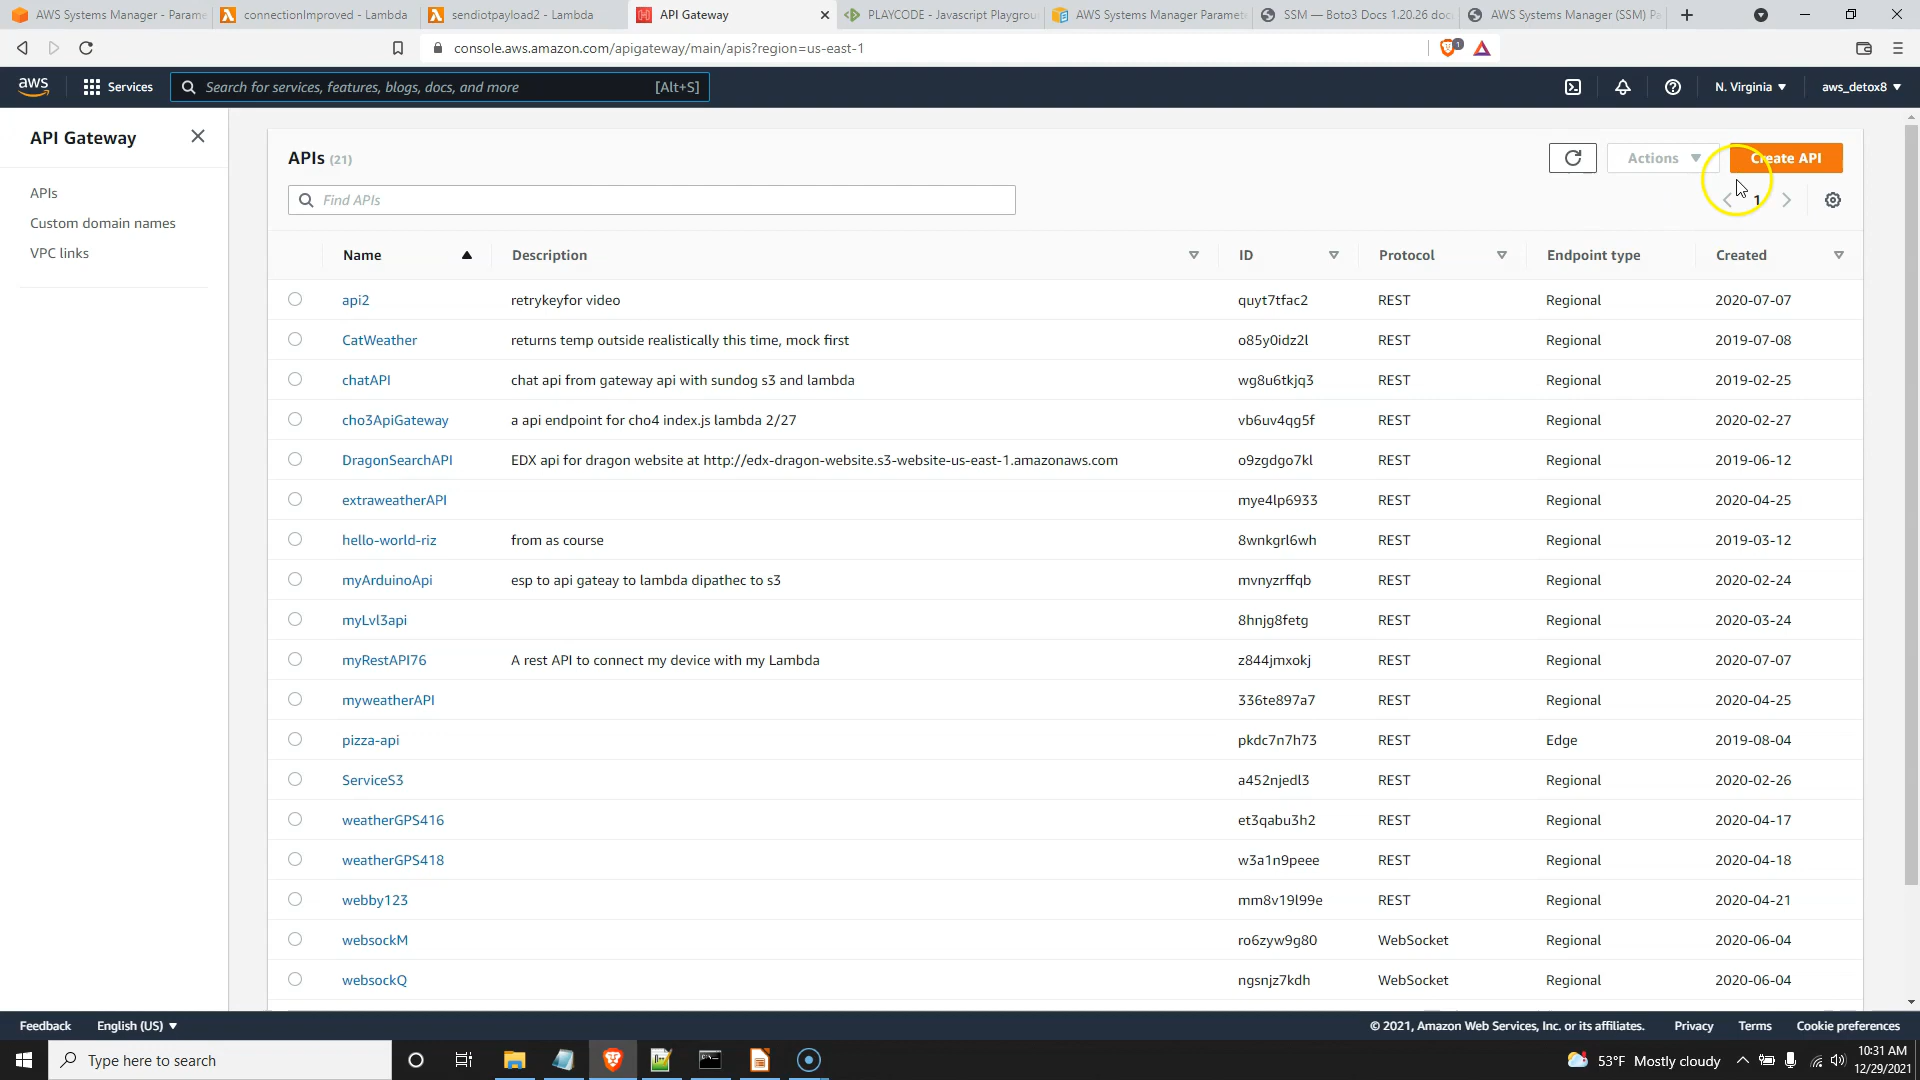 AWS Systems Manager - Parame
connectionImproved - Lambda
sendiotpayload2 - Lambda
API Gateway
PLAYCODE - Javascript Playgrou
AWS Systems Manager Paramete
SSM — Boto3 Docs 1.20.26 doc
AWS Systems Manager (SSM) Pa
console.aws.amazon.com/apigateway/main/apis?region=us-east-1
1
aws
Services
Search for services, features, blogs, docs, and more
[Alt+S]
N. Virginia
aws_detox8
API Gateway
APIs
Custom domain names
VPC links
APIs (21)
Actions
Create API
Find APIs
1
Name Description ID Protocol Endpoint type Created
api2 retrykeyfor video quyt7tfac2 REST Regional 2020-07-07
CatWeather returns temp outside realistically this time, mock first o85y0idz2l REST Regional 2019-07-08
chatAPI chat api from gateway api with sundog s3 and lambda wg8u6tkjq3 REST Regional 2019-02-25
cho3ApiGateway a api endpoint for cho4 index.js lambda 2/27 vb6uv4qg5f REST Regional 2020-02-27
DragonSearchAPI EDX api for dragon website at http://edx-dragon-website.s3-website-us-east-1.amazonaws.com o9zgdgo7kl REST Regional 2019-06-12
extraweatherAPI mye4lp6933 REST Regional 2020-04-25
hello-world-riz from as course 8wnkgrl6wh REST Regional 2019-03-12
myArduinoApi esp to api gateay to lambda dipathec to s3 mvnyzrffqb REST Regional 2020-02-24
myLvl3api 8hnjg8fetg REST Regional 2020-03-24
myRestAPI76 A rest API to connect my device with my Lambda z844jmxokj REST Regional 2020-07-07
myweatherAPI 336te897a7 REST Regional 2020-04-25
pizza-api pkdc7n7h73 REST Edge 2019-08-04
ServiceS3 a452njedl3 REST Regional 2020-02-26
weatherGPS416 et3qabu3h2 REST Regional 2020-04-17
weatherGPS418 w3a1n9peee REST Regional 2020-04-18
webby123 mm8v19l99e REST Regional 2020-04-21
websockM ro6zyw9g80 WebSocket Regional 2020-06-04
websockQ ngsnjz7kdh WebSocket Regional 2020-06-04
Feedback
English (US)
© 2021, Amazon Web Services, Inc. or its affiliates.
Privacy
Terms
Cookie preferences
Type here to search
53°F Mostly cloudy
10:31 AM
12/29/2021